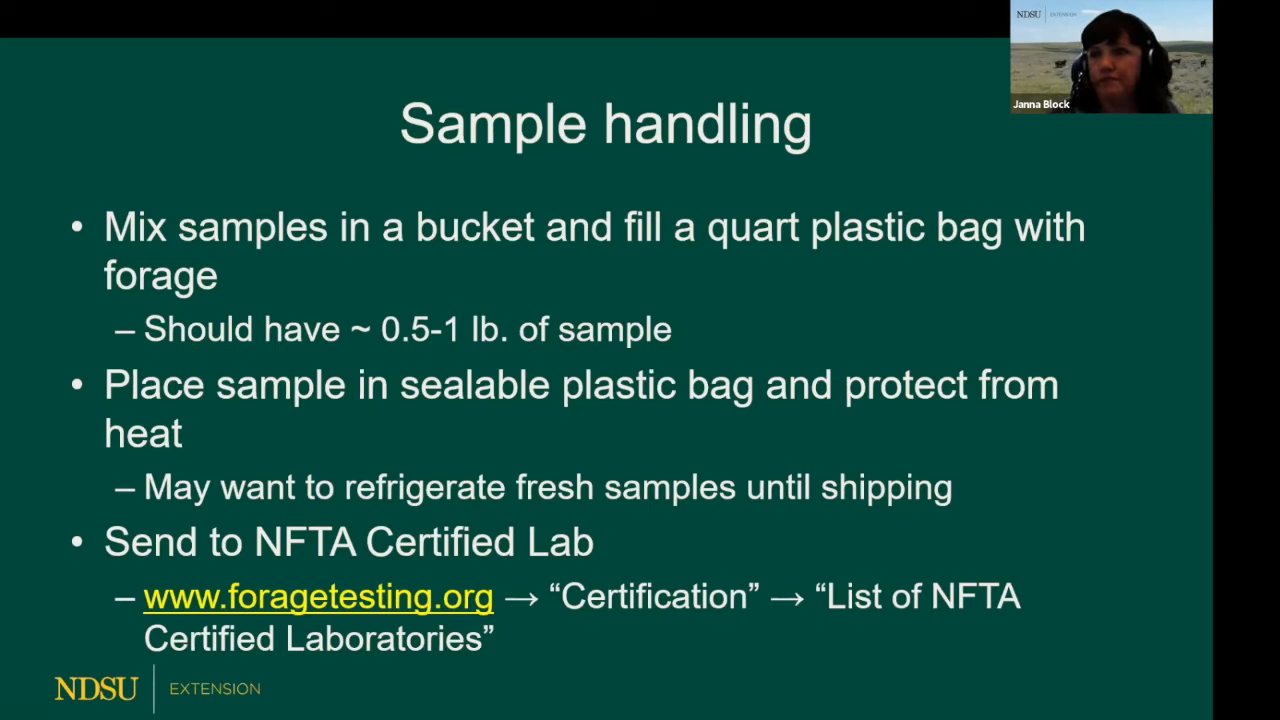 NDSU EXTENSION
Janna Block
Sample handling
• Mix samples in a bucket and fill a quart plastic bag with
forage
– Should have ~ 0.5-1 lb. of sample
• Place sample in sealable plastic bag and protect from
heat
– May want to refrigerate fresh samples until shipping
• Send to NFTA Certified Lab
– www.foragetesting.org → “Certification” → “List of NFTA
Certified Laboratories”
NDSU EXTENSION